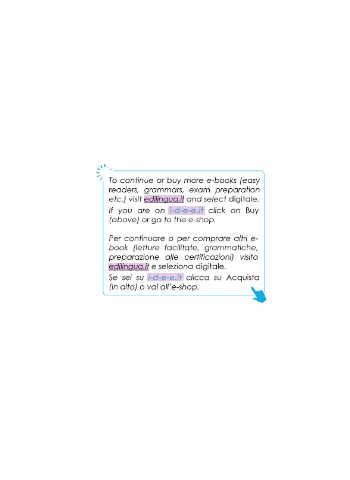 To continue or buy more e-books (easy
readers, grammars, exam preparation
etc.) visit edilingua.it and select digitale.
If you are on i-d-e-e.it click on Buy
(above) or go to the e-shop.
Per continuare o per comprare altri e-
book (letture facilitate, grammatiche,
preparazione alle certificazioni) visita
edilingua.it e seleziona digitale.
Se sei su i-d-e-e.it clicca su Acquista
(in alto) o vai all'e-shop.